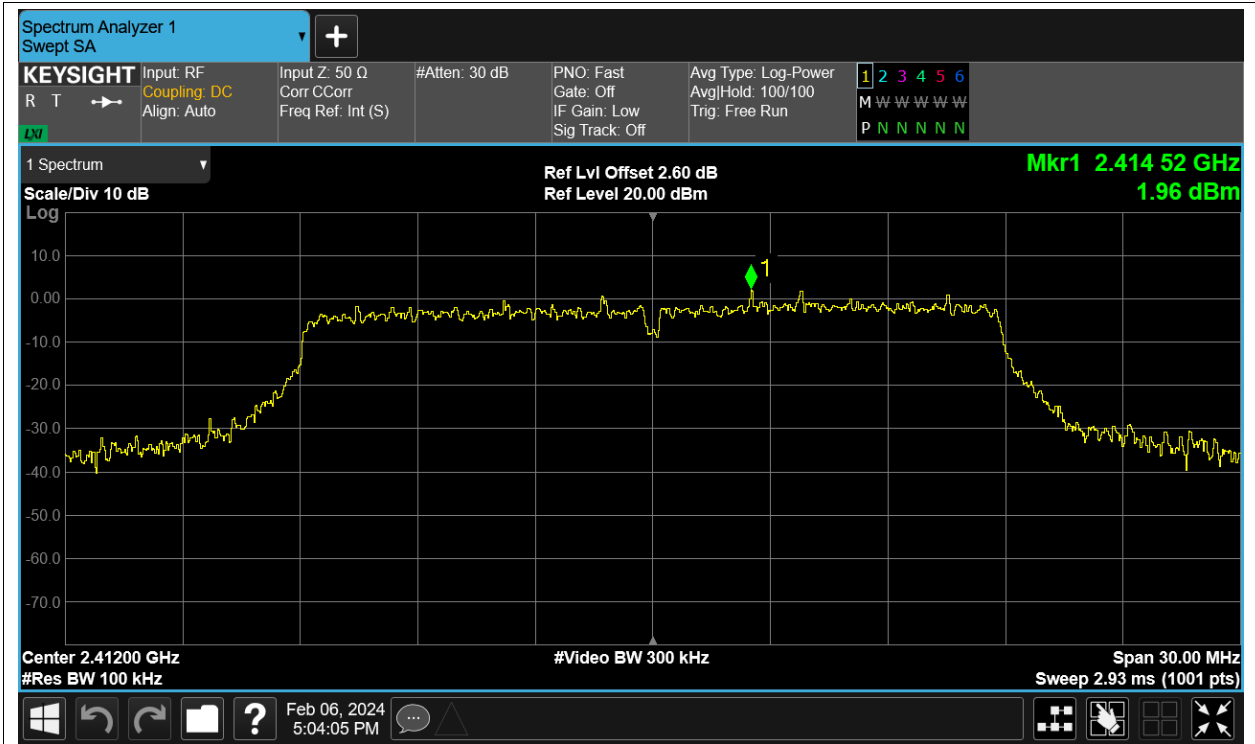 Spectrum Analyzer 1
Swept SA
KEYSIGHT
R T
LXI
Input: RF
Coupling: DC
Align: Auto
Input Z: 50 Ω
Corr CCorr
Freq Ref: Int (S)
#Atten: 30 dB
PNO: Fast
Gate: Off
IF Gain: Low
Sig Track: Off
Avg Type: Log-Power
Avg|Hold: 100/100
Trig: Free Run
1 2 3 4 5 6
M W W W W W
P N N N N N
1 Spectrum
Ref Lvl Offset 2.60 dB
Mkr1 2.414 52 GHz
Scale/Div 10 dB
Ref Level 20.00 dBm
1.96 dBm
Log
10.0
1
0.00
-10.0
-20.0
-30.0
-40.0
-50.0
-60.0
-70.0
Center 2.41200 GHz
#Video BW 300 kHz
Span 30.00 MHz
#Res BW 100 kHz
Sweep 2.93 ms (1001 pts)
?
Feb 06, 2024
5:04:05 PM